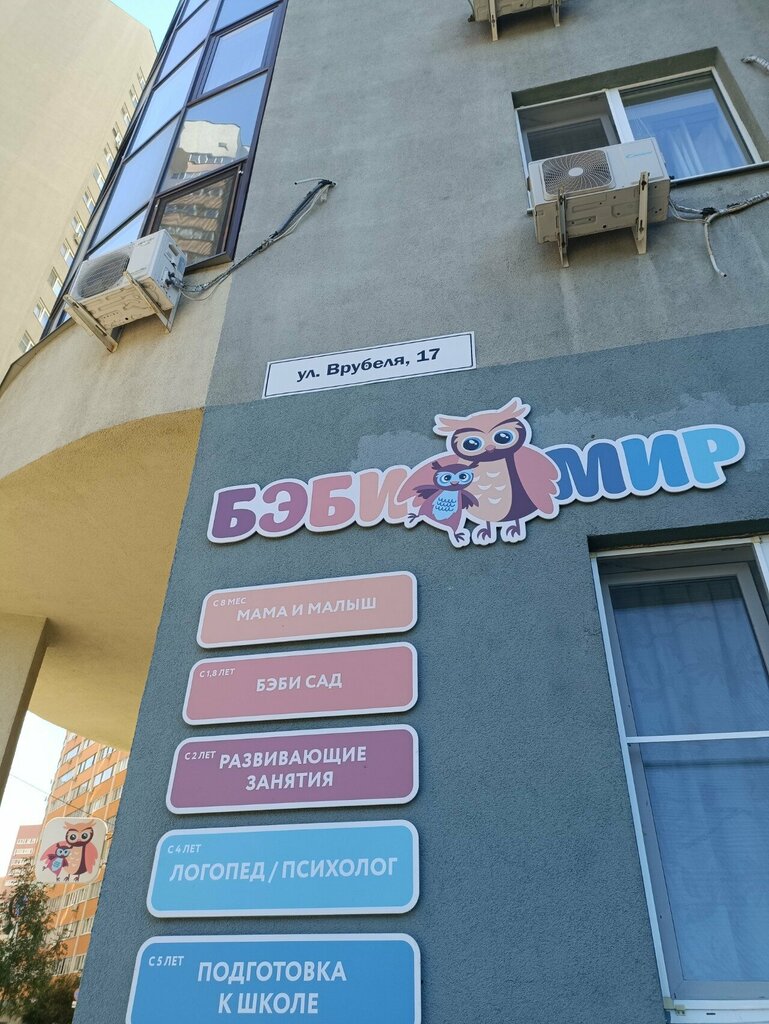 ул. Врубеля, 17
БЭБИ МИР
С 8 МЕС
МАМА И МАЛЫШ
С 1,8 ЛЕТ
БЭБИ САД
С 2 ЛЕТ
РАЗВИВАЮЩИЕ
ЗАНЯТИЯ
С 4 ЛЕТ
ЛОГОПЕД / ПСИХОЛОГ
С 5 ЛЕТ
ПОДГОТОВКА
К ШКОЛЕ